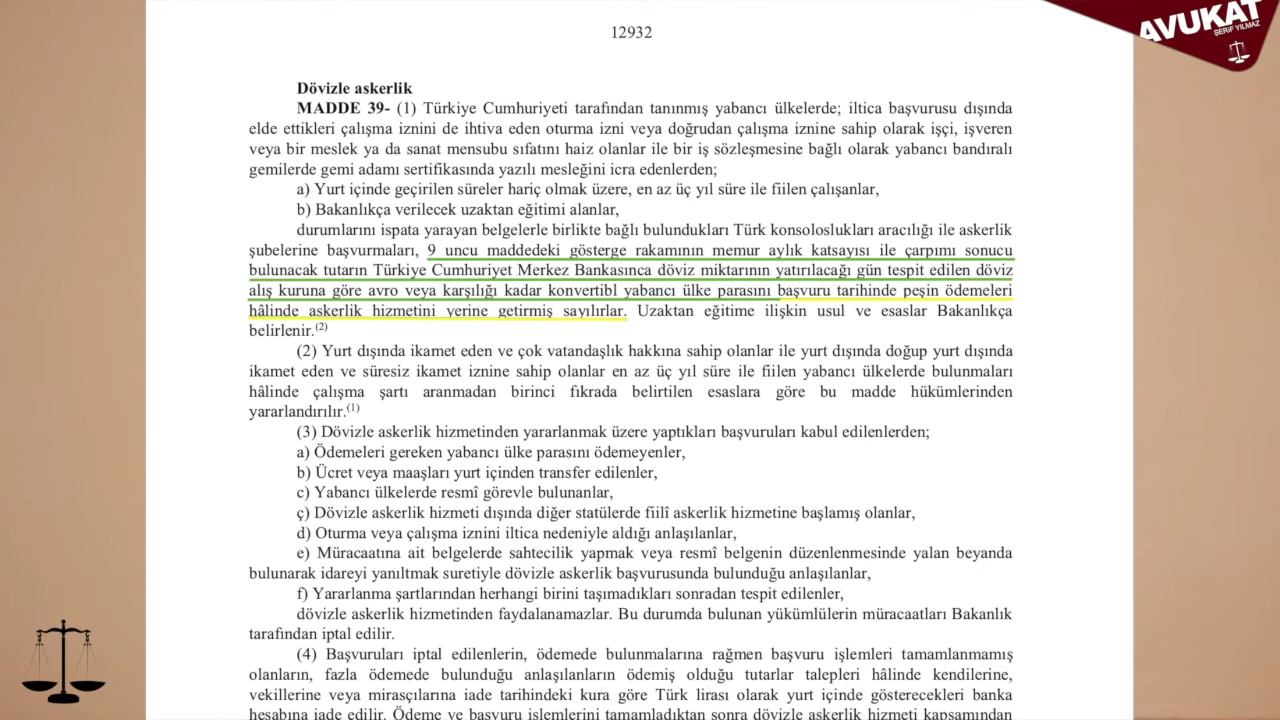 12932
AVUKAT
ŞERİF YILMAZ
Dövizle askerlik
MADDE 39- (1) Türkiye Cumhuriyeti tarafından tanınmış yabancı ülkelerde; iltica başvurusu dışında
elde ettikleri çalışma iznini de ihtiva eden oturma izni veya doğrudan çalışma iznine sahip olarak işçi, işveren
veya bir meslek ya da sanat mensubu sıfatını haiz olanlar ile bir iş sözleşmesine bağlı olarak yabancı bandıralı
gemilerde gemi adamı sertifikasında yazılı mesleğini icra edenlerden;
a) Yurt içinde geçirilen süreler hariç olmak üzere, en az üç yıl süre ile fiilen çalışanlar,
b) Bakanlıkça verilecek uzaktan eğitimi alanlar,
durumlarını ispata yarayan belgelerle birlikte bağlı bulundukları Türk konsoloslukları aracılığı ile askerlik
şubelerine başvurmaları, 9 uncu maddedeki gösterge rakamının memur aylık katsayısı ile çarpımı sonucu
bulunacak tutarın Türkiye Cumhuriyet Merkez Bankasınca döviz miktarının yatırılacağı gün tespit edilen döviz
alış kuruna göre avro veya karşılığı kadar konvertibl yabancı ülke parasını başvuru tarihinde peşin ödemeleri
hâlinde askerlik hizmetini yerine getirmiş sayılırlar. Uzaktan eğitime ilişkin usul ve esaslar Bakanlıkça
belirlenir.(2)
(2) Yurt dışında ikamet eden ve çok vatandaşlık hakkına sahip olanlar ile yurt dışında doğup yurt dışında
ikamet eden ve süresiz ikamet iznine sahip olanlar en az üç yıl süre ile fiilen yabancı ülkelerde bulunmaları
hâlinde çalışma şartı aranmadan birinci fıkrada belirtilen esaslara göre bu madde hükümlerinden
yararlandırılır.(1)
(3) Dövizle askerlik hizmetinden yararlanmak üzere yaptıkları başvuruları kabul edilenlerden;
a) Ödemeleri gereken yabancı ülke parasını ödemeyenler,
b) Ücret veya maaşları yurt içinden transfer edilenler,
c) Yabancı ülkelerde resmî görevle bulunanlar,
ç) Dövizle askerlik hizmeti dışında diğer statülerde fiilî askerlik hizmetine başlamış olanlar,
d) Oturma veya çalışma iznini iltica nedeniyle aldığı anlaşılanlar,
e) Müracaatına ait belgelerde sahtecilik yapmak veya resmî belgenin düzenlenmesinde yalan beyanda
bulunarak idareyi yanıltmak suretiyle dövizle askerlik başvurusunda bulunduğu anlaşılanlar,
f) Yararlanma şartlarından herhangi birini taşımadıkları sonradan tespit edilenler,
dövizle askerlik hizmetinden faydalanamazlar. Bu durumda bulunan yükümlülerin müracaatları Bakanlık
tarafından iptal edilir.
(4) Başvuruları iptal edilenlerin, ödemede bulunmalarına rağmen başvuru işlemleri tamamlanmamış
olanların, fazla ödemede bulunduğu anlaşılanların ödemiş olduğu tutarlar talepleri hâlinde kendilerine,
vekillerine veya mirasçılarına iade tarihindeki kura göre Türk lirası olarak yurt içinde gösterecekleri banka
hesabına iade edilir. Ödeme ve başvuru işlemlerini tamamladıktan sonra dövizle askerlik hizmeti kapsamından